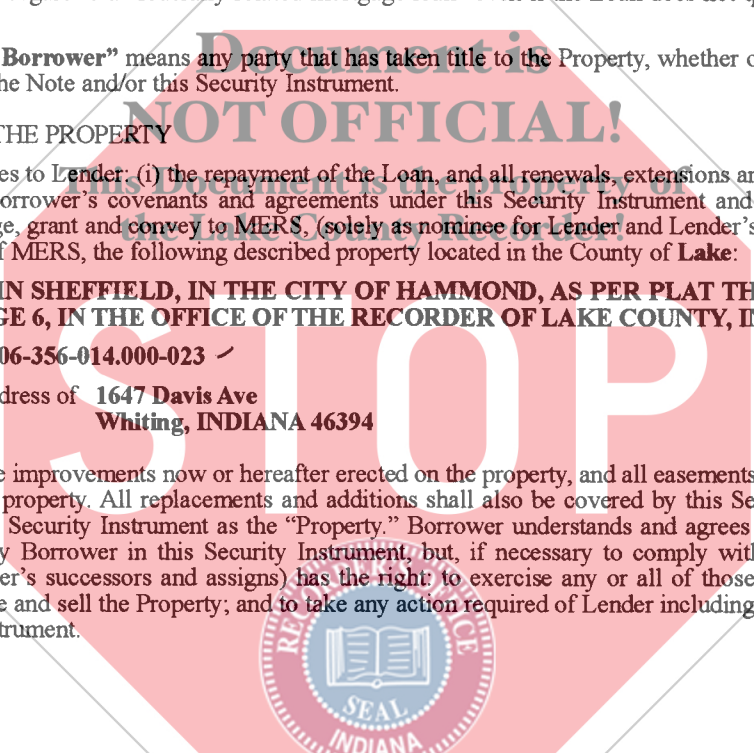 Borrower” means any party that has taken title to the Property, whether
he Note and/or this Security Instrument.
Document is
NOT OFFICIAL!
This Document is the property of
the Lake County Recorder!
THE PROPERTY
es to Lender: (i) the repayment of the Loan, and all renewals, extensions
orrower’s covenants and agreements under this Security Instrument and
ge, grant and convey to MERS, (solely as nominee for Lender and Lender’s
f MERS, the following described property located in the County of Lake:
IN SHEFFIELD, IN THE CITY OF HAMMOND, AS PER PLAT TH
GE 6, IN THE OFFICE OF THE RECORDER OF LAKE COUNTY, IN
06-356-014.000-023
dress of 1647 Davis Ave
Whiting, INDIANA 46394
STOP
e improvements now or hereafter erected on the property, and all easements
property. All replacements and additions shall also be covered by this Se
Security Instrument as the “Property.” Borrower understands and agrees
y Borrower in this Security Instrument, but, if necessary to comply wit
er’s successors and assigns) has the right: to exercise any or all of those
e and sell the Property; and to take any action required of Lender including
trument.
RECORDER'S OFFICE
SEAL
INDIANA